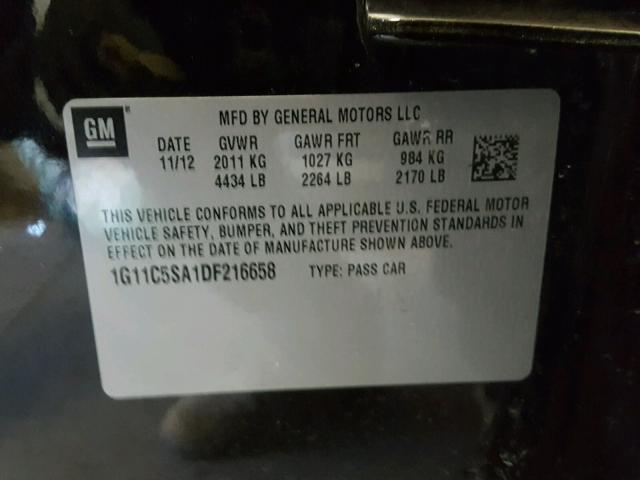 GM
MFD BY GENERAL MOTORS LLC
DATE GVWR GAWR FRT GAWR RR
11/12 2011 KG 1027 KG 984 KG
4434 LB 2264 LB 2170 LB
THIS VEHICLE CONFORMS TO ALL APPLICABLE U.S. FEDERAL MOTOR
VEHICLE SAFETY, BUMPER, AND THEFT PREVENTION STANDARDS IN
EFFECT ON THE DATE OF MANUFACTURE SHOWN ABOVE.
1G11C5SA1DF216658 TYPE: PASS CAR